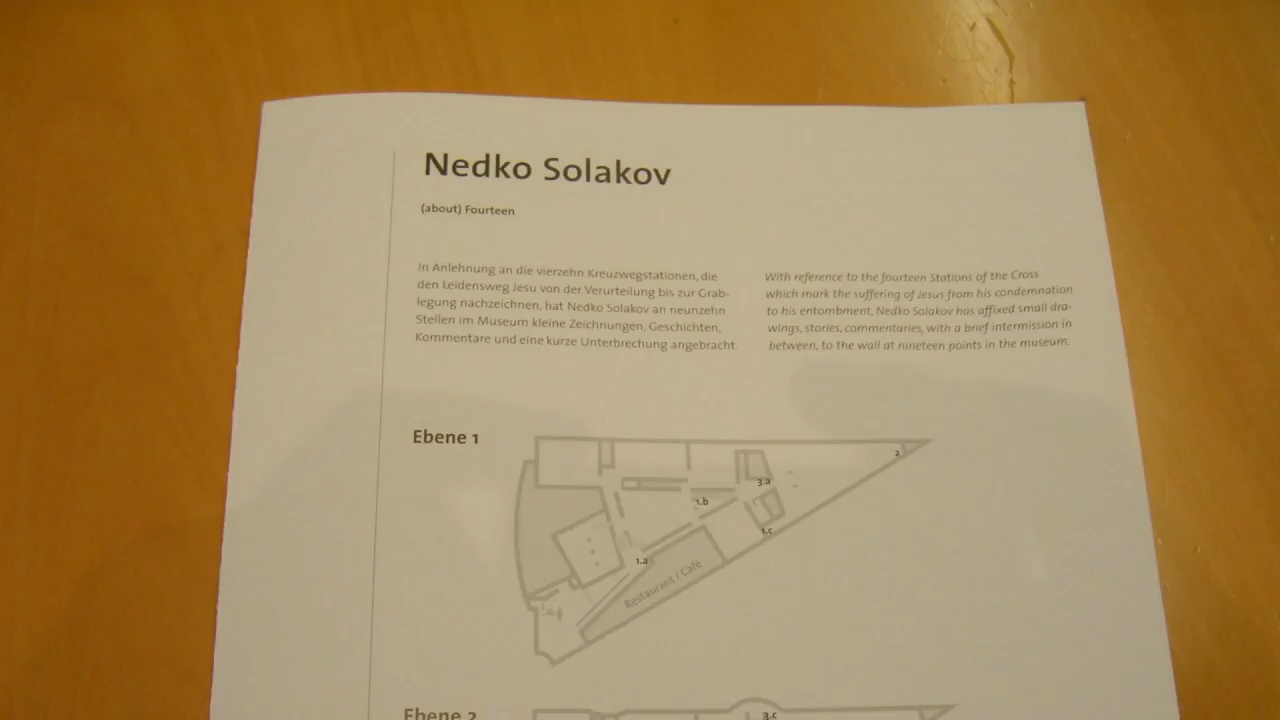 Nedko Solakov
(about) Fourteen
In Anlehnung an die vierzehn Kreuzwegstationen, die
den Leidensweg Jesu von der Verurteilung bis zur Grab-
legung nachzeichnen, hat Nedko Solakov an neunzehn
Stellen im Museum kleine Zeichnungen, Geschichten,
Kommentare und eine kurze Unterbrechung angebracht.
With reference to the fourteen Stations of the Cross
which mark the suffering of Jesus from his condemnation
to his entombment, Nedko Solakov has affixed small dra-
wings, stories, commentaries, with a brief intermission in
between, to the wall at nineteen points in the museum.
Ebene 1
2
3.a
1.b
1.c
1.a
Restaurant / Café
Ebene 2
3.c